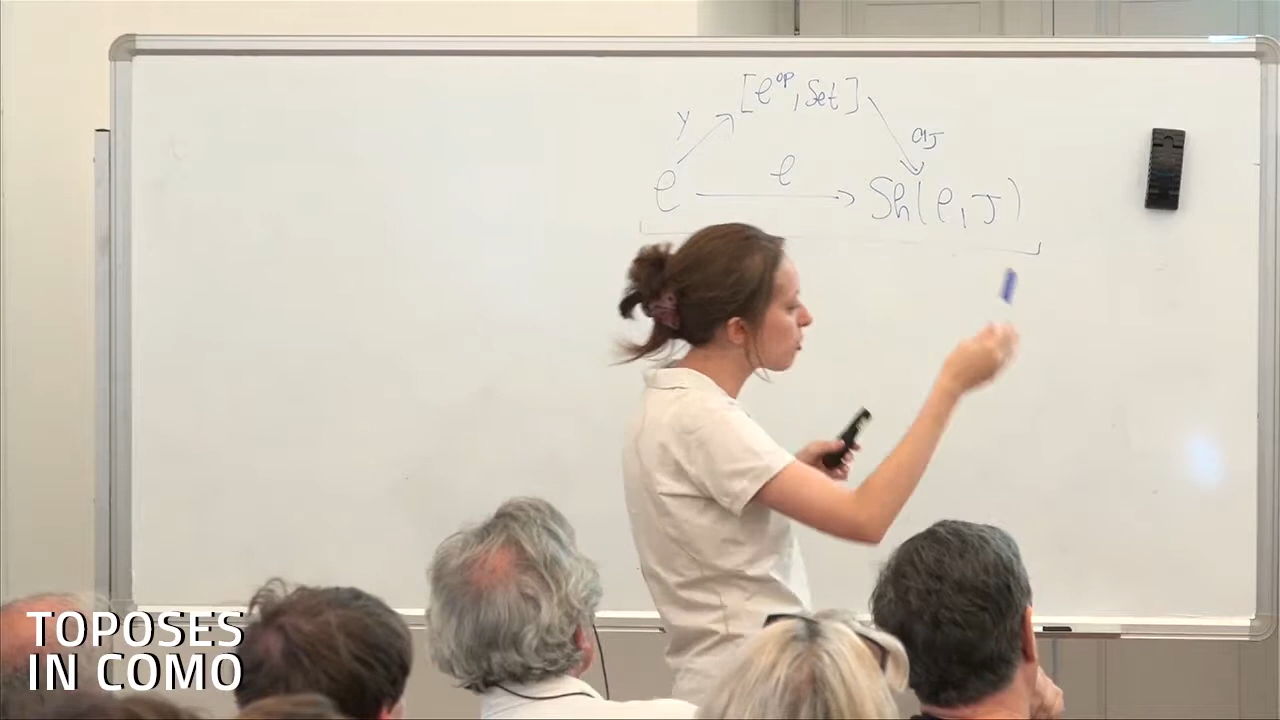 [C^op, Set]
y
a_J
C
ℓ
Sh(C, J)
TOPOSES
IN COMO